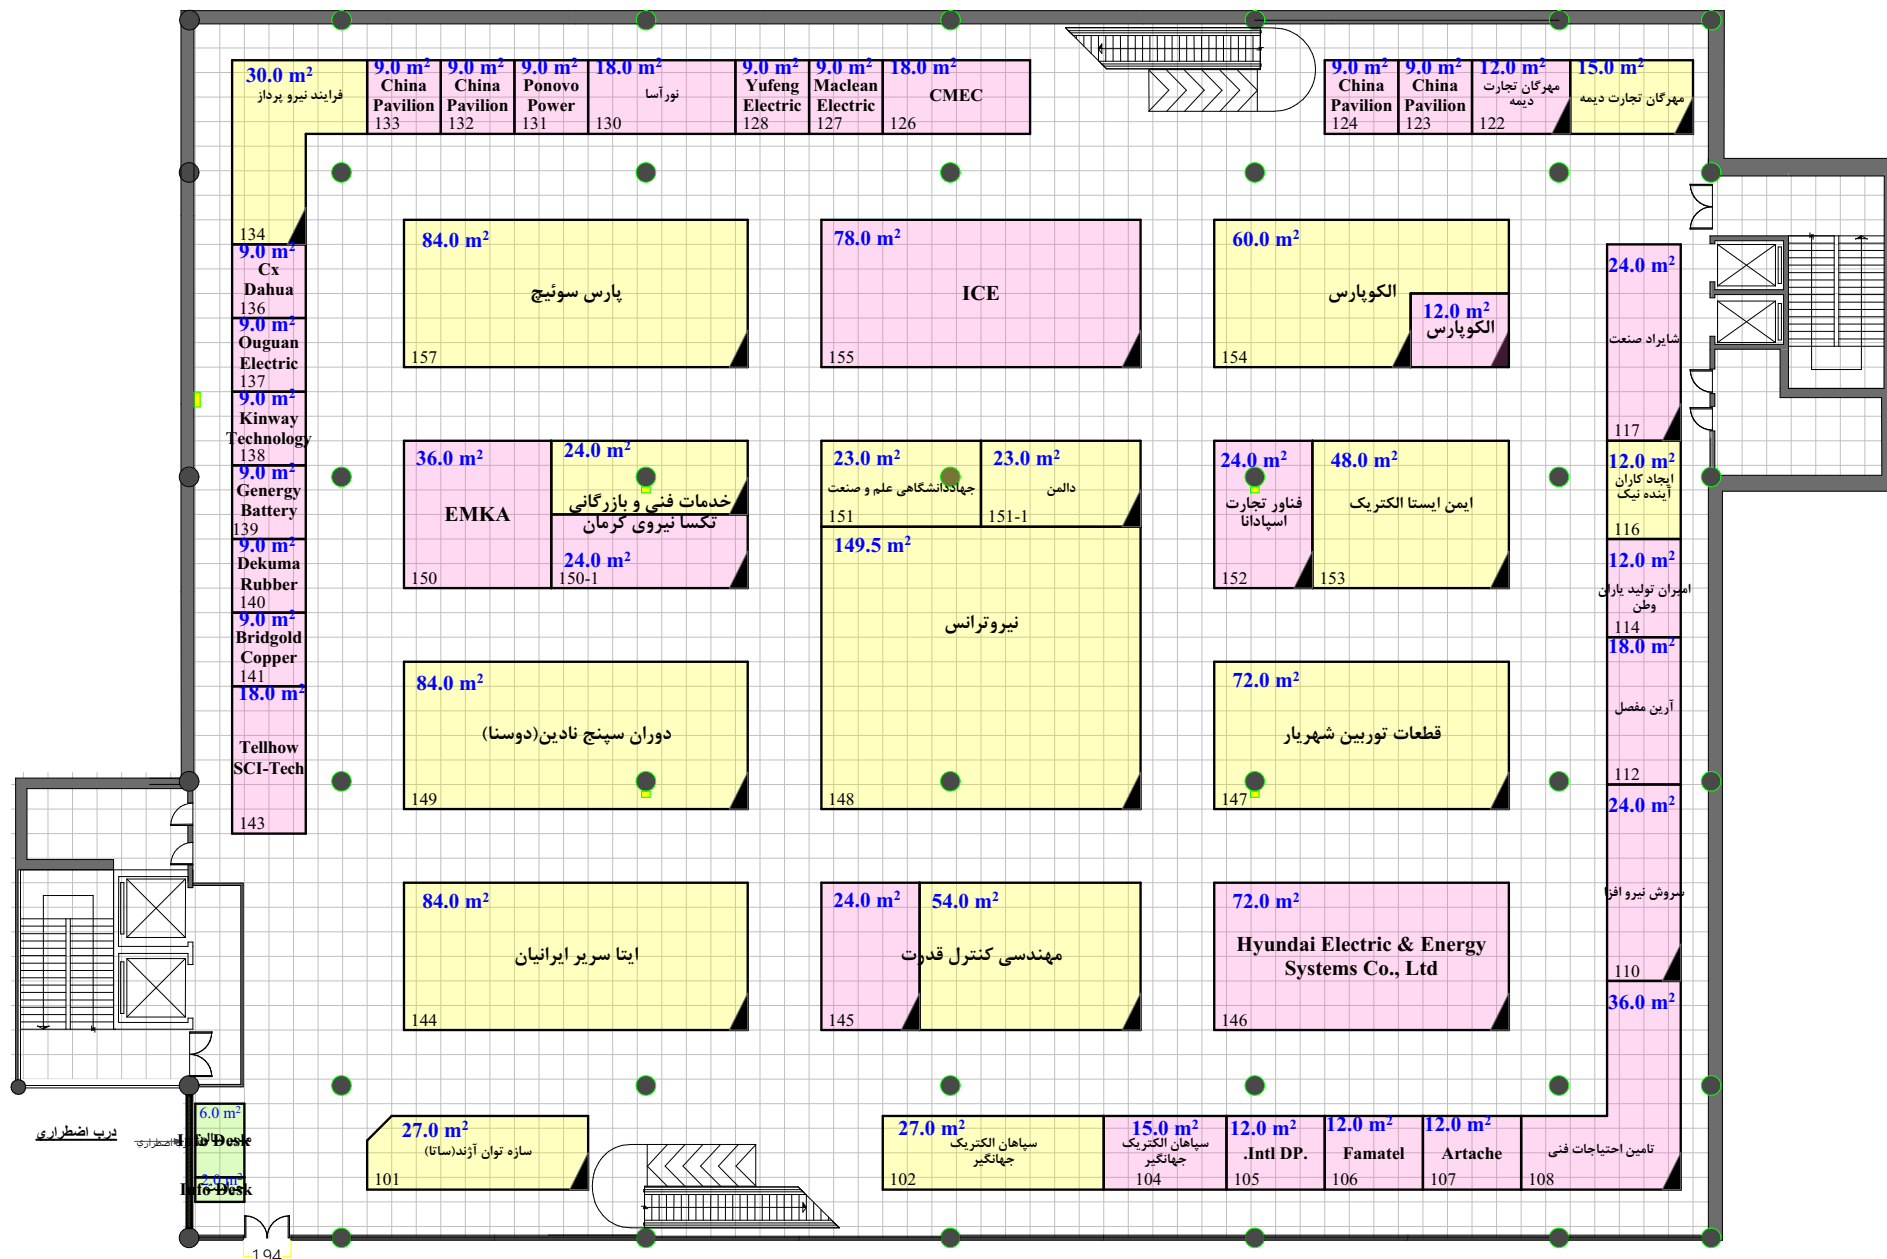 30.0 m²
فرایند نیرو پرداز
134
9.0 m²
China
Pavilion
133
9.0 m²
China
Pavilion
132
9.0 m²
Ponovo
Power
131
18.0 m²
نورآسا
130
9.0 m²
Yufeng
Electric
128
9.0 m²
Maclean
Electric
127
18.0 m²
CMEC
126
9.0 m²
China
Pavilion
124
9.0 m²
China
Pavilion
123
12.0 m²
مهرگان تجارت
دیمه
122
15.0 m²
مهرگان تجارت دیمه
9.0 m²
Cx
Dahua
136
9.0 m²
Ouguan
Electric
137
9.0 m²
Kinway
Technology
138
9.0 m²
Genergy
Battery
139
9.0 m²
Dekuma
Rubber
140
9.0 m²
Bridgold
Copper
141
18.0 m²
Tellhow
SCI-Tech
143
84.0 m²
پارس سوئیچ
157
78.0 m²
ICE
155
60.0 m²
الکوپارس
154
12.0 m²
الکوپارس
24.0 m²
شایراد صنعت
117
36.0 m²
EMKA
150
24.0 m²
خدمات فنی و بازرگانی
تکسا نیروی کرمان
24.0 m²
150-1
23.0 m²
جهاددانشگاهی علم و صنعت
151
23.0 m²
دالمن
151-1
149.5 m²
نیروترانس
148
24.0 m²
فناور تجارت
اسپادانا
152
48.0 m²
ایمن ایستا الکتریک
153
12.0 m²
ایجاد کاران
آینده نیک
116
12.0 m²
امیران تولید یاران
وطن
114
18.0 m²
آرین مفصل
112
84.0 m²
دوران سپنج نادین(دوسنا)
149
72.0 m²
قطعات توربین شهریار
147
24.0 m²
سروش نیرو افزا
110
84.0 m²
ایتا سریر ایرانیان
144
24.0 m²
145
54.0 m²
مهندسی کنترل قدرت
72.0 m²
Hyundai Electric & Energy
Systems Co., Ltd
146
36.0 m²
تامین احتیاجات فنی
108
درب اضطراری
6.0 m²
Info Desk
2.0 m²
Info Desk
194
27.0 m²
سازه توان آژند(ساتا)
101
27.0 m²
سپاهان الکتریک
جهانگیر
102
15.0 m²
سپاهان الکتریک
جهانگیر
104
12.0 m²
.Intl DP.
105
12.0 m²
Famatel
106
12.0 m²
Artache
107